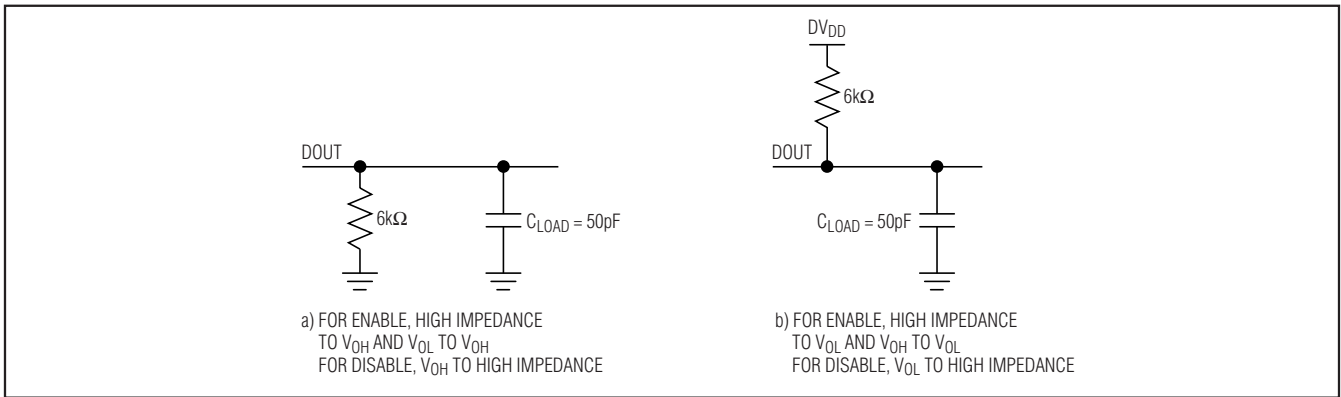 DOUT
6kΩ
C_LOAD = 50pF
a) FOR ENABLE, HIGH IMPEDANCE
TO V_OH AND V_OL TO V_OH
FOR DISABLE, V_OH TO HIGH IMPEDANCE
DV_DD
6kΩ
DOUT
C_LOAD = 50pF
b) FOR ENABLE, HIGH IMPEDANCE
TO V_OL AND V_OH TO V_OL
FOR DISABLE, V_OL TO HIGH IMPEDANCE